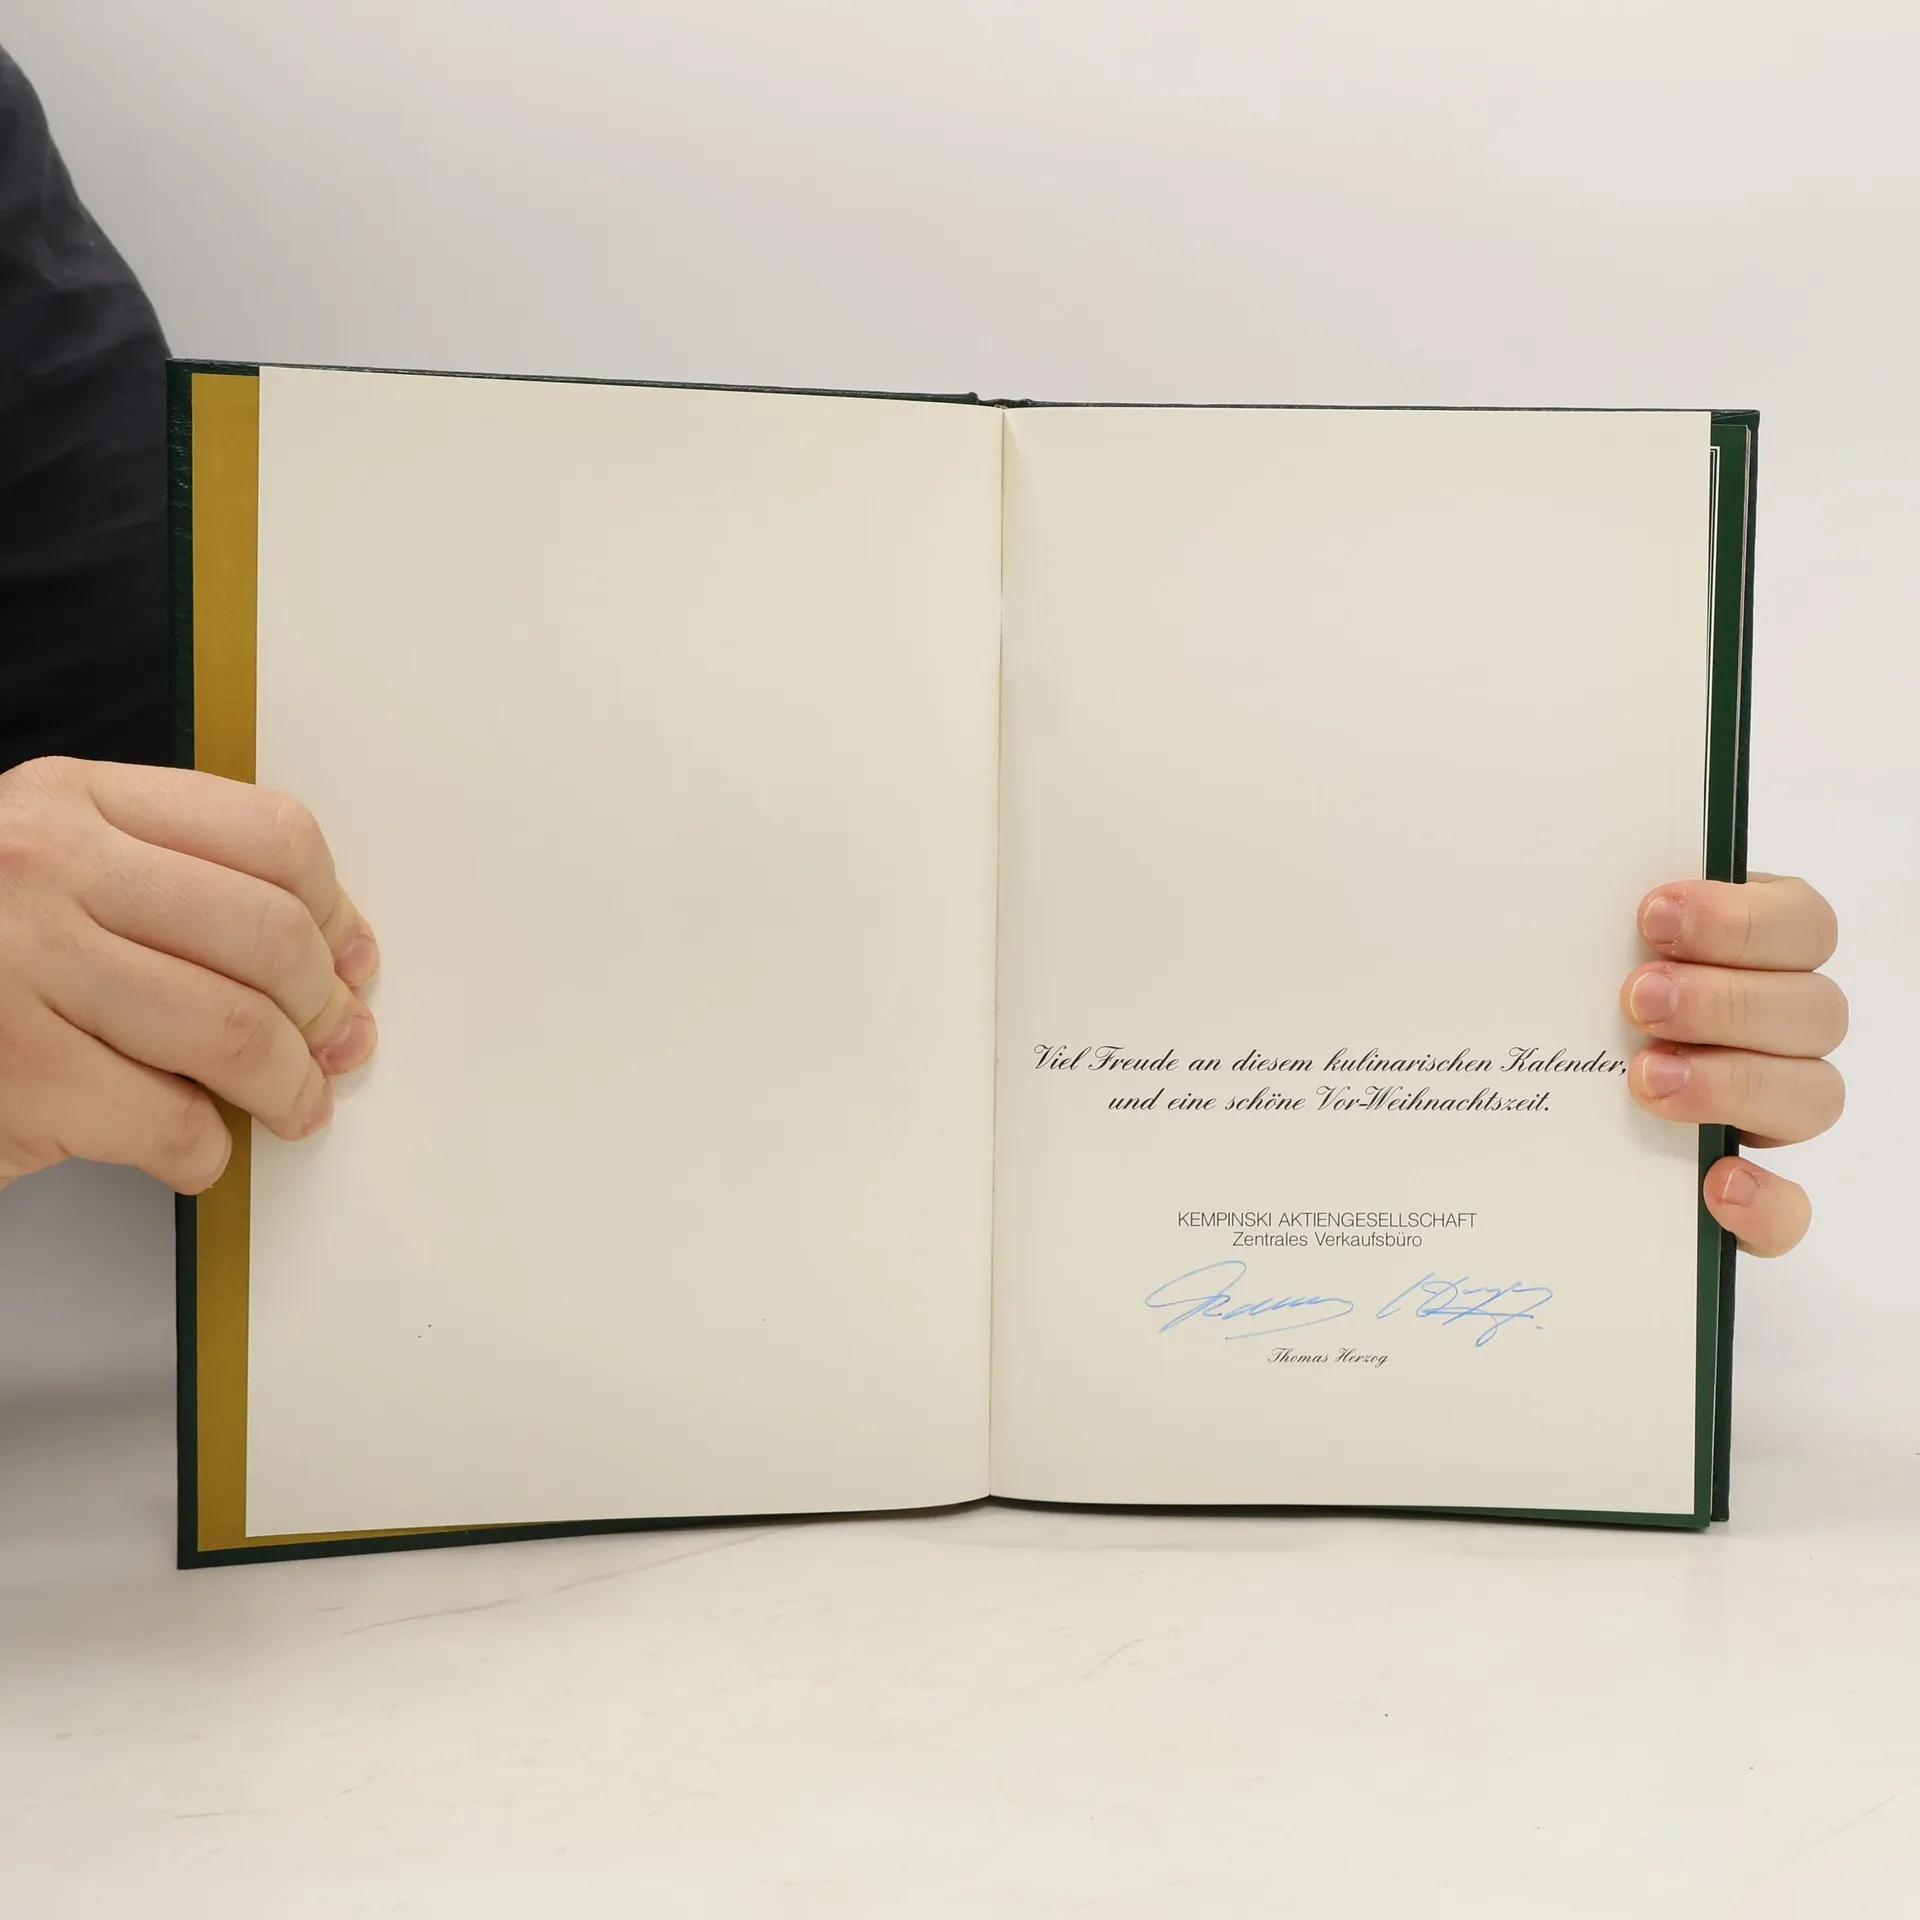 Viel Freude an diesem kulinarischen Kalender,
und eine schöne Vor-Weihnachtszeit.
KEMPINSKI AKTIENGESELLSCHAFT
Zentrales Verkaufsbüro
Thomas Herzog